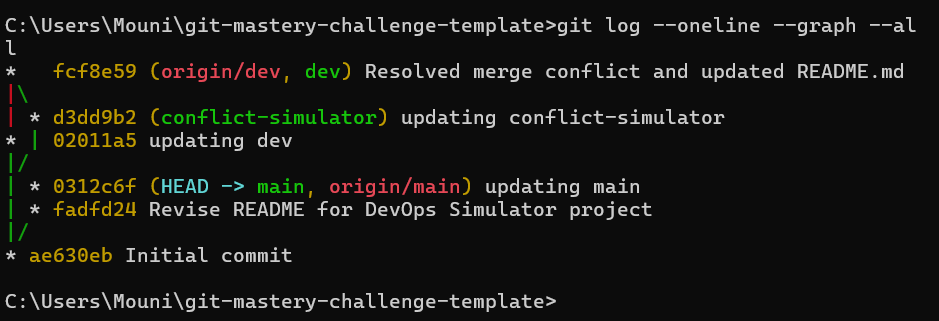 C:\Users\Mouni\git-mastery-challenge-template>git log --oneline --graph --al
l
*   fcf8e59 (origin/dev, dev) Resolved merge conflict and updated README.md
|\
| * d3dd9b2 (conflict-simulator) updating conflict-simulator
* | 02011a5 updating dev
|/
| * 0312c6f (HEAD -> main, origin/main) updating main
| * fadfd24 Revise README for DevOps Simulator project
|/
* ae630eb Initial commit
C:\Users\Mouni\git-mastery-challenge-template>